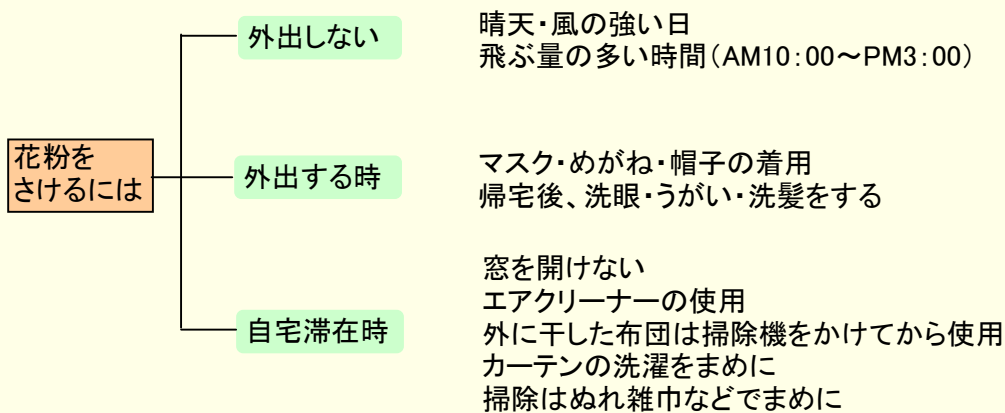 花粉を
さけるには
外出しない
晴天・風の強い日
飛ぶ量の多い時間(AM10:00～PM3:00)
外出する時
マスク・めがね・帽子の着用
帰宅後、洗眼・うがい・洗髪をする
自宅滞在時
窓を開けない
エアクリーナーの使用
外に干した布団は掃除機をかけてから使用
カーテンの洗濯をまめに
掃除はぬれ雑巾などでまめに